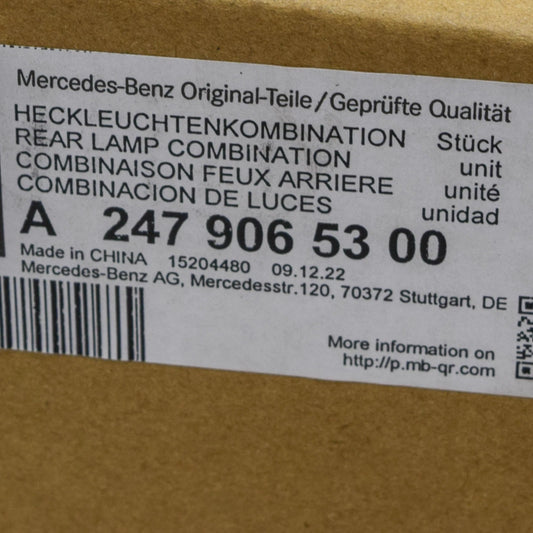 Mercedes-Benz Original-Teile/Geprüfte Qualität
HECKLEUCHTENKOMBINATION Stück
REAR LAMP COMBINATION unit
COMBINAISON FEUX ARRIERE unité
COMBINACION DE LUCES unidad
A 247 906 53 00
Made in CHINA 15204480 09.12.22
Mercedes-Benz AG, Mercedesstr.120, 70372 Stuttgart, DE
More information on
http://p.mb-qr.com